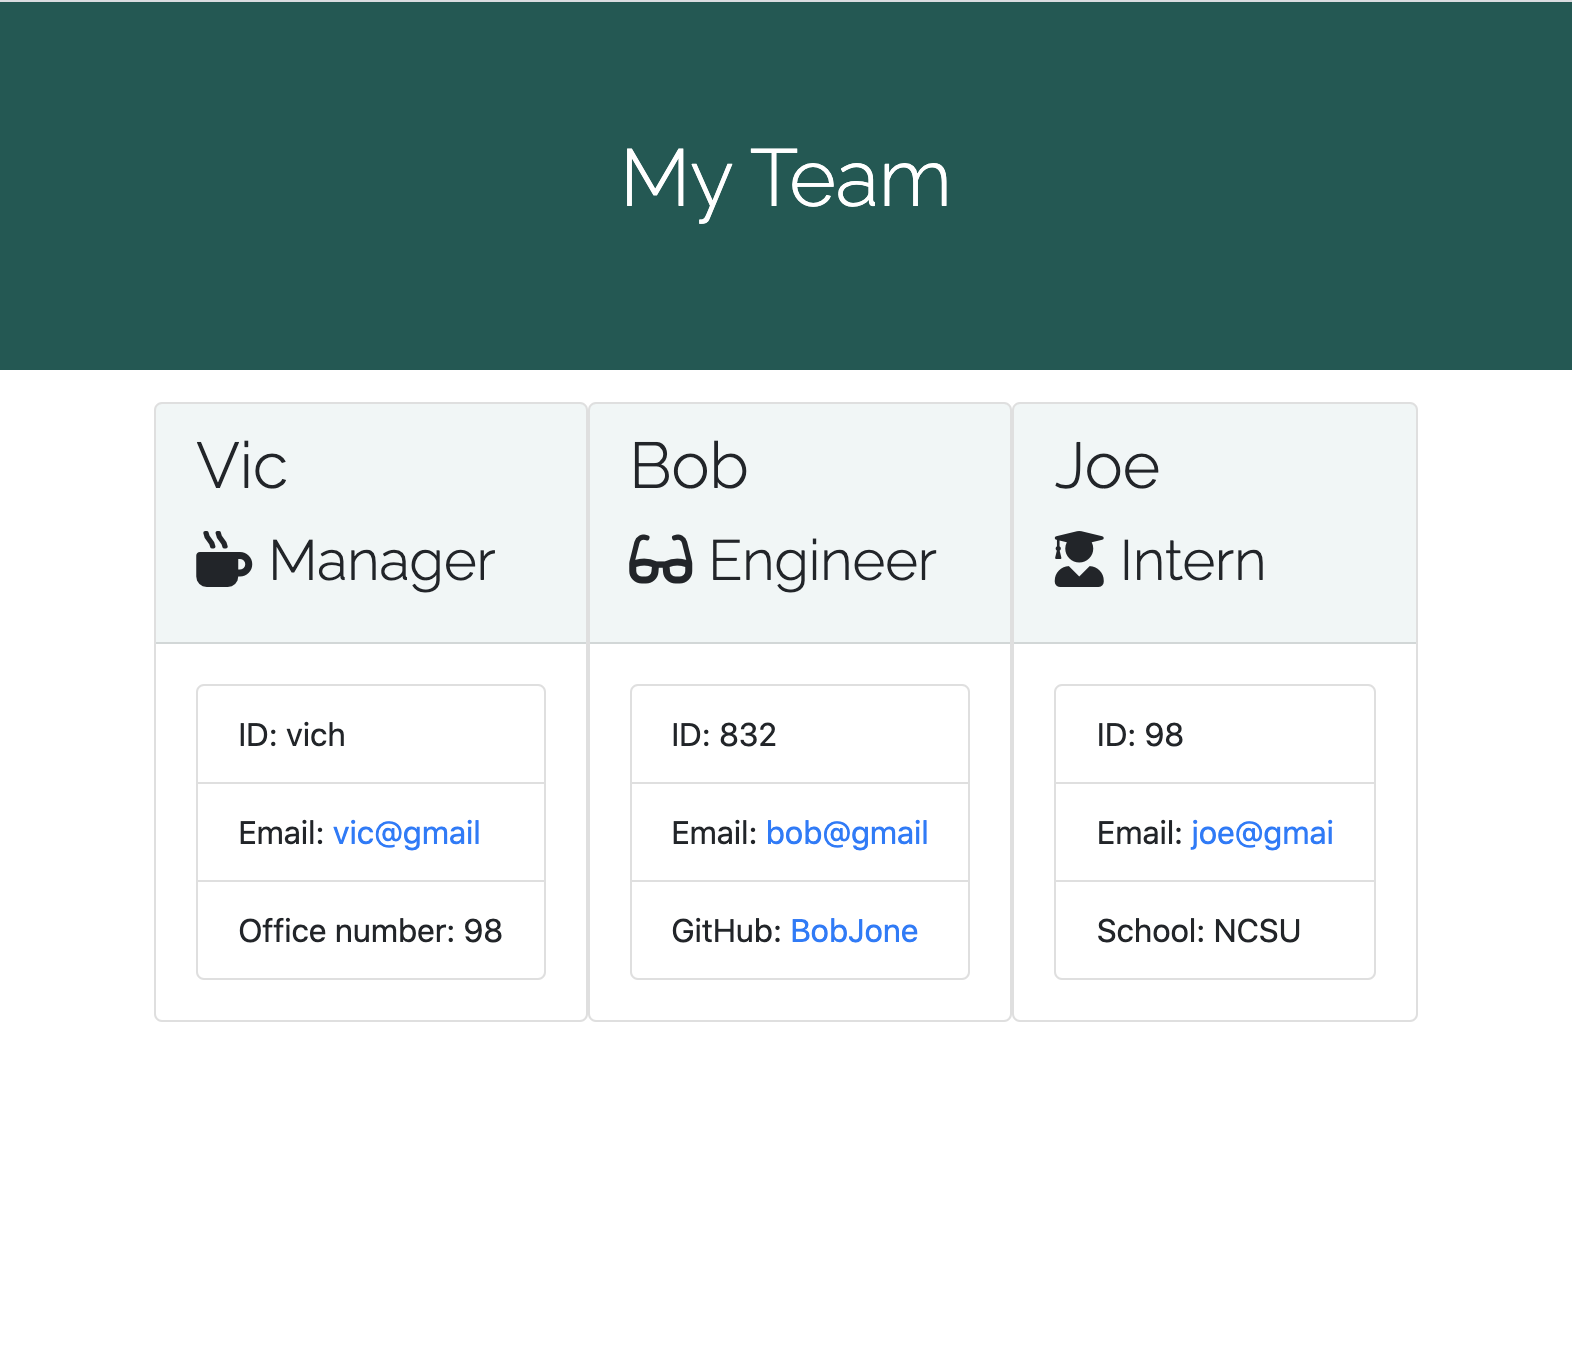 My Team
Vic
Manager
ID: vich
Email: vic@gmail
Office number: 98
Bob
Engineer
ID: 832
Email: bob@gmail
GitHub: BobJone
Joe
Intern
ID: 98
Email: joe@gmai
School: NCSU